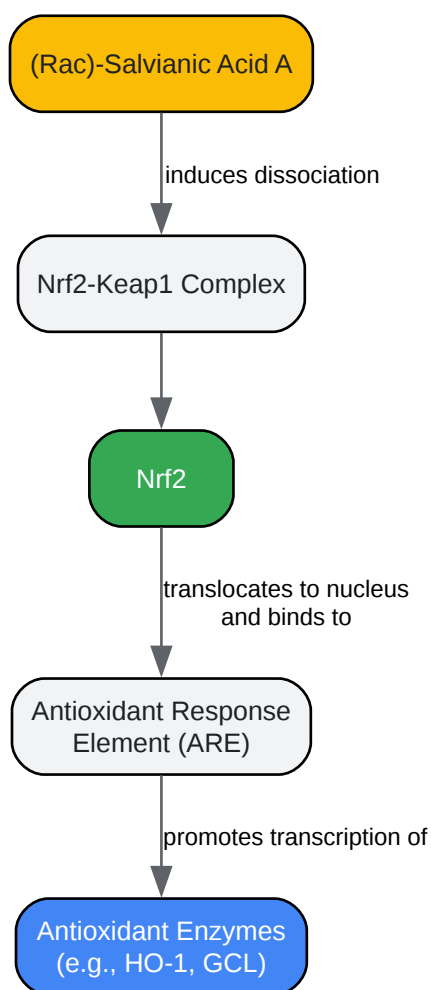 (Rac)-Salvianic Acid A
induces dissociation
Nrf2-Keap1 Complex
Nrf2
translocates to nucleus
and binds to
Antioxidant Response
Element (ARE)
promotes transcription of
Antioxidant Enzymes
(e.g., HO-1, GCL)